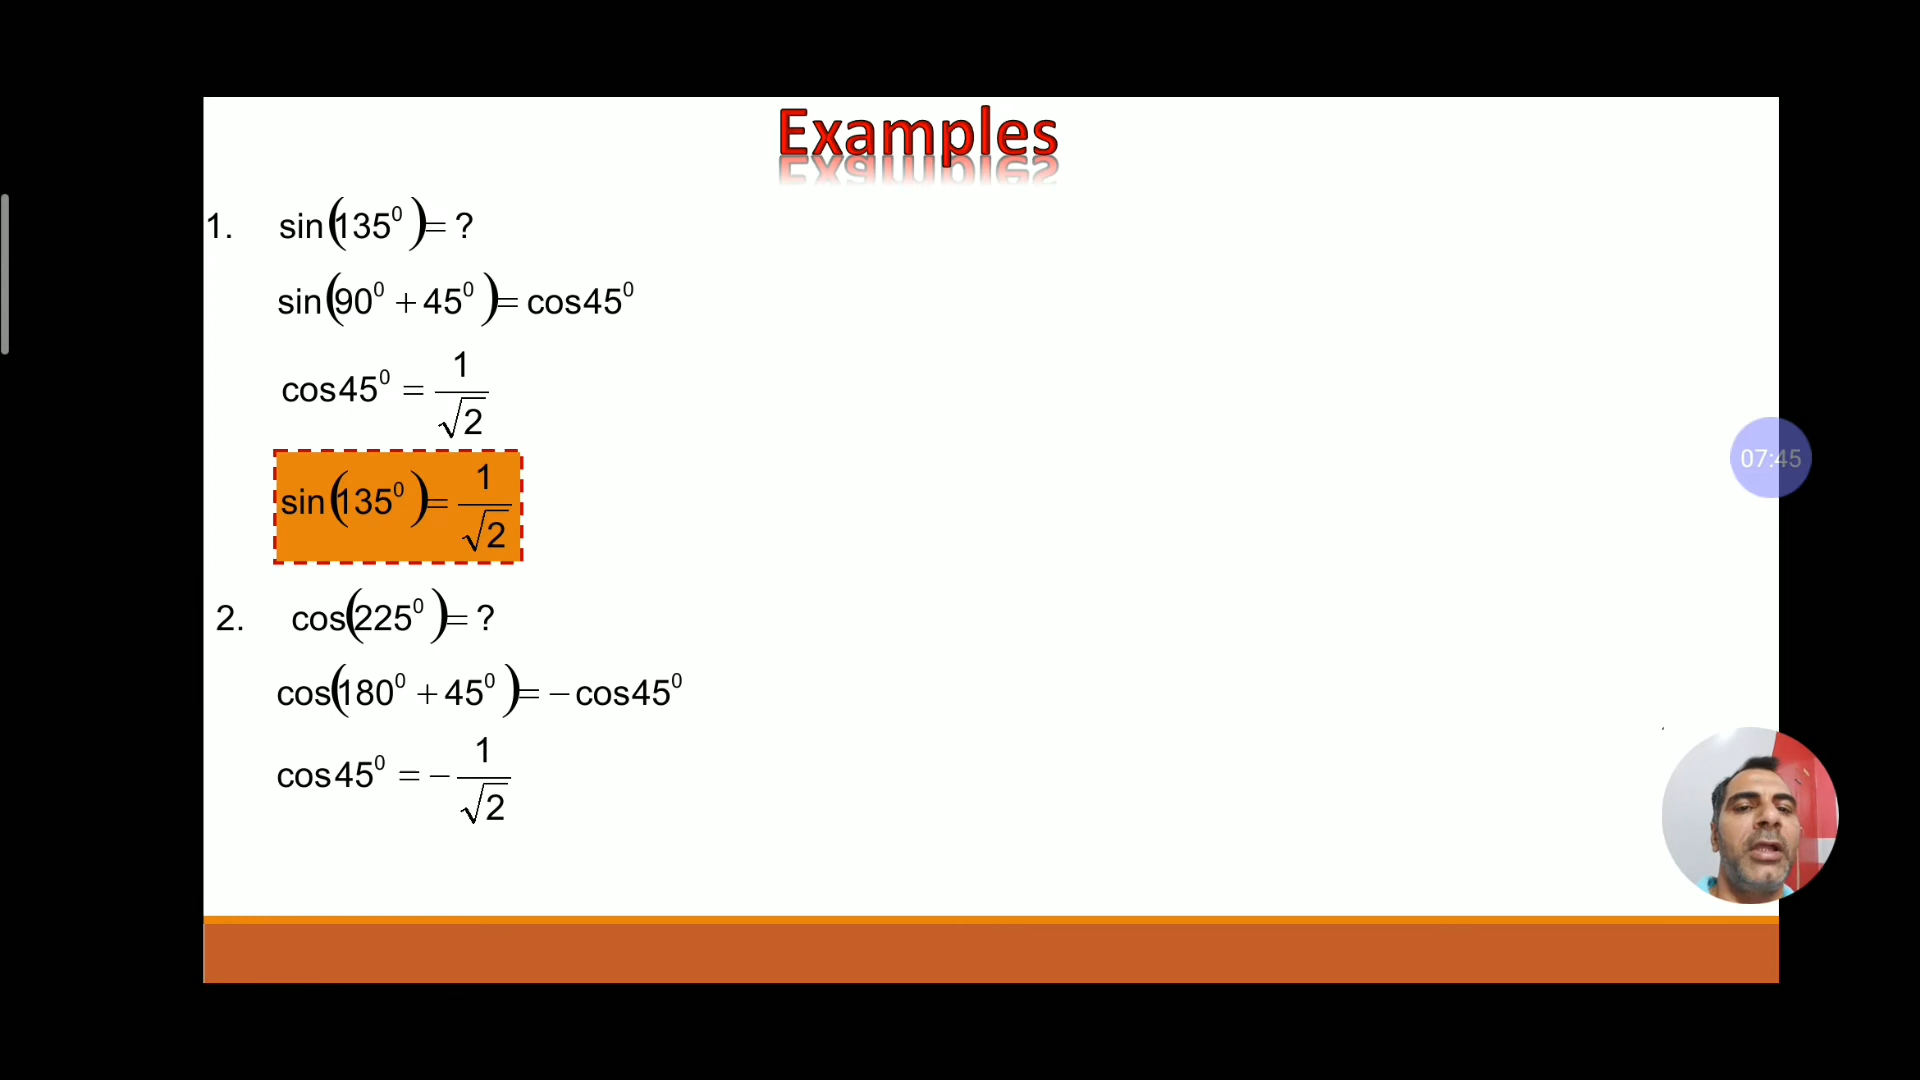 Examples
1. sin(135⁰) = ?
sin(90⁰ + 45⁰) = cos45⁰
cos45⁰ = 1/√2
sin(135⁰) = 1/√2
2. cos(225⁰) = ?
cos(180⁰ + 45⁰) = −cos45⁰
cos45⁰ = −1/√2
07:45